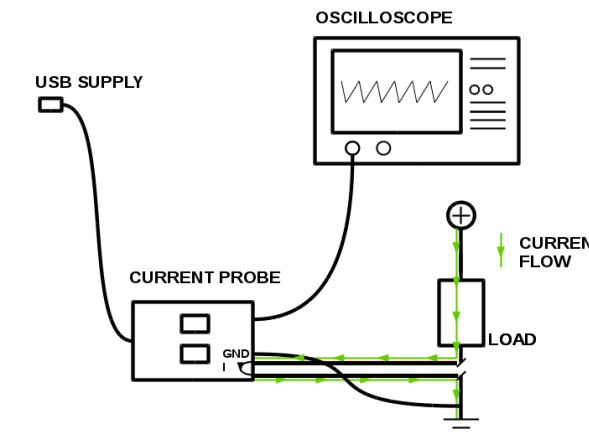 OSCILLOSCOPE
USB SUPPLY
CURREN
FLOW
CURRENT PROBE
LOAD
GND
I